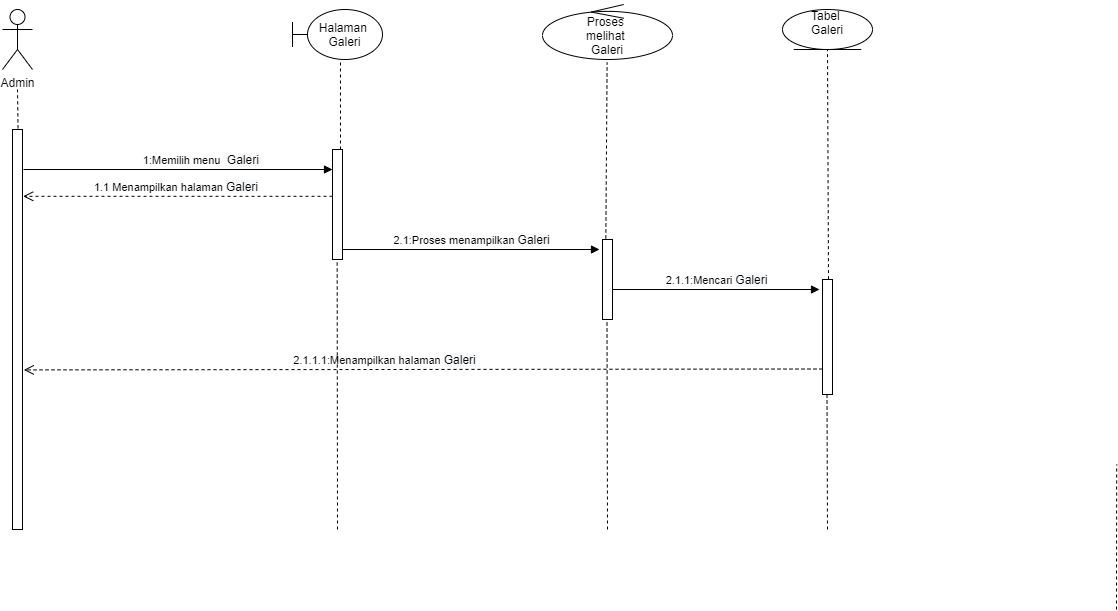 Admin
Halaman
Galeri
Proses
melihat
Galeri
Tabel
Galeri
1:Memilih menu  Galeri
1.1 Menampilkan halaman Galeri
2.1:Proses menampilkan Galeri
2.1.1:Mencari Galeri
2.1.1.1:Menampilkan halaman Galeri